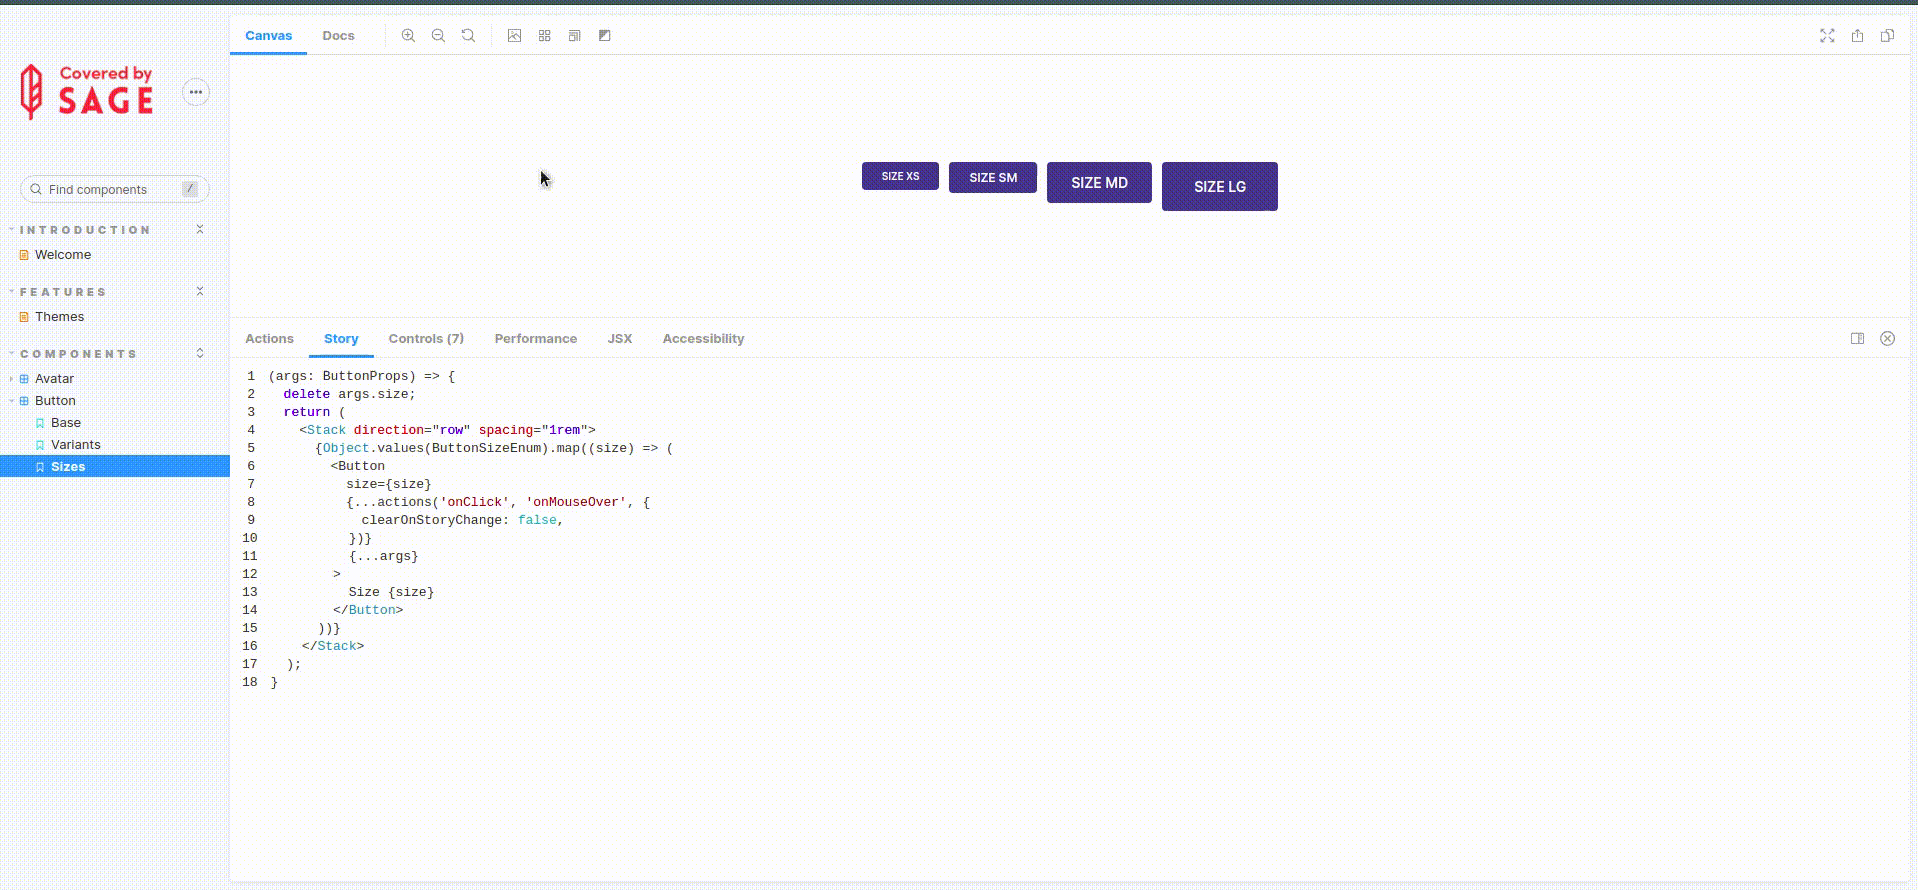 Canvas Docs
Covered by
SAGE
Find components /
INTRODUCTION
Welcome
FEATURES
Themes
COMPONENTS
Avatar
Button
Base
Variants
Sizes
SIZE XS SIZE SM SIZE MD SIZE LG
Actions Story Controls (7) Performance JSX Accessibility
1 (args: ButtonProps) => {
2 delete args.size;
3 return (
4 <Stack direction="row" spacing="1rem">
5 {Object.values(ButtonSizeEnum).map((size) => (
6 <Button
7 size={size}
8 {...actions('onClick', 'onMouseOver', {
9 clearOnStoryChange: false,
10 })}
11 {...args}
12 >
13 Size {size}
14 </Button>
15 ))}
16 </Stack>
17 );
18 }